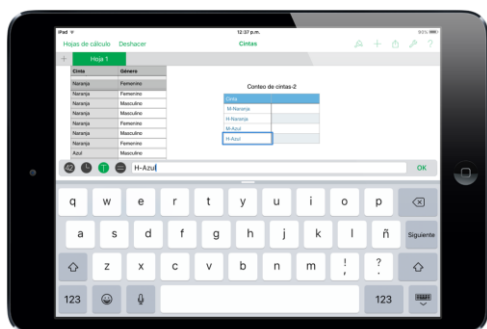 iPad
12:37 p.m.
100%
Hojas de cálculo Deshacer Cintas
+ Hoja 1
Cinta Género
Naranja Femenino
Naranja Femenino
Naranja Masculino
Naranja Masculino
Naranja Femenino
Naranja Masculino
Naranja Femenino
Azul Masculino
Conteo de cintas-2
Cinta
M-Naranja
H-Naranja
M-Azul
H-Azul
42 T = H-Azul OK
q w e r t y u i o p
a s d f g h j k l ñ Siguiente
z x c v b n m ! , ? .
123 123